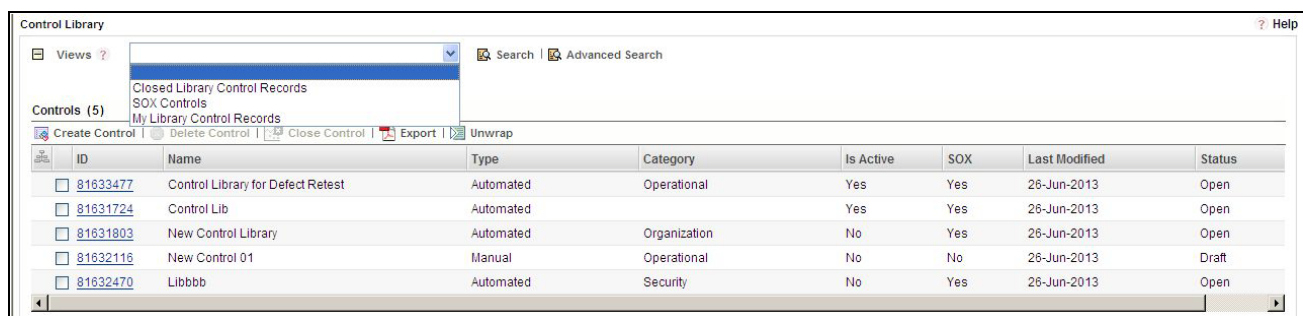 Control Library ? Help
Views ? Search | Advanced Search
Closed Library Control Records
SOX Controls
My Library Control Records
Controls (5)
Create Control | Delete Control | Close Control | Export | Unwrap
ID Name Type Category Is Active SOX Last Modified Status
81633477 Control Library for Defect Retest Automated Operational Yes Yes 26-Jun-2013 Open
81631724 Control Lib Automated Yes Yes 26-Jun-2013 Open
81631803 New Control Library Automated Organization No Yes 26-Jun-2013 Open
81632116 New Control 01 Manual Operational No No 26-Jun-2013 Draft
81632470 Libbbb Automated Security No Yes 26-Jun-2013 Open